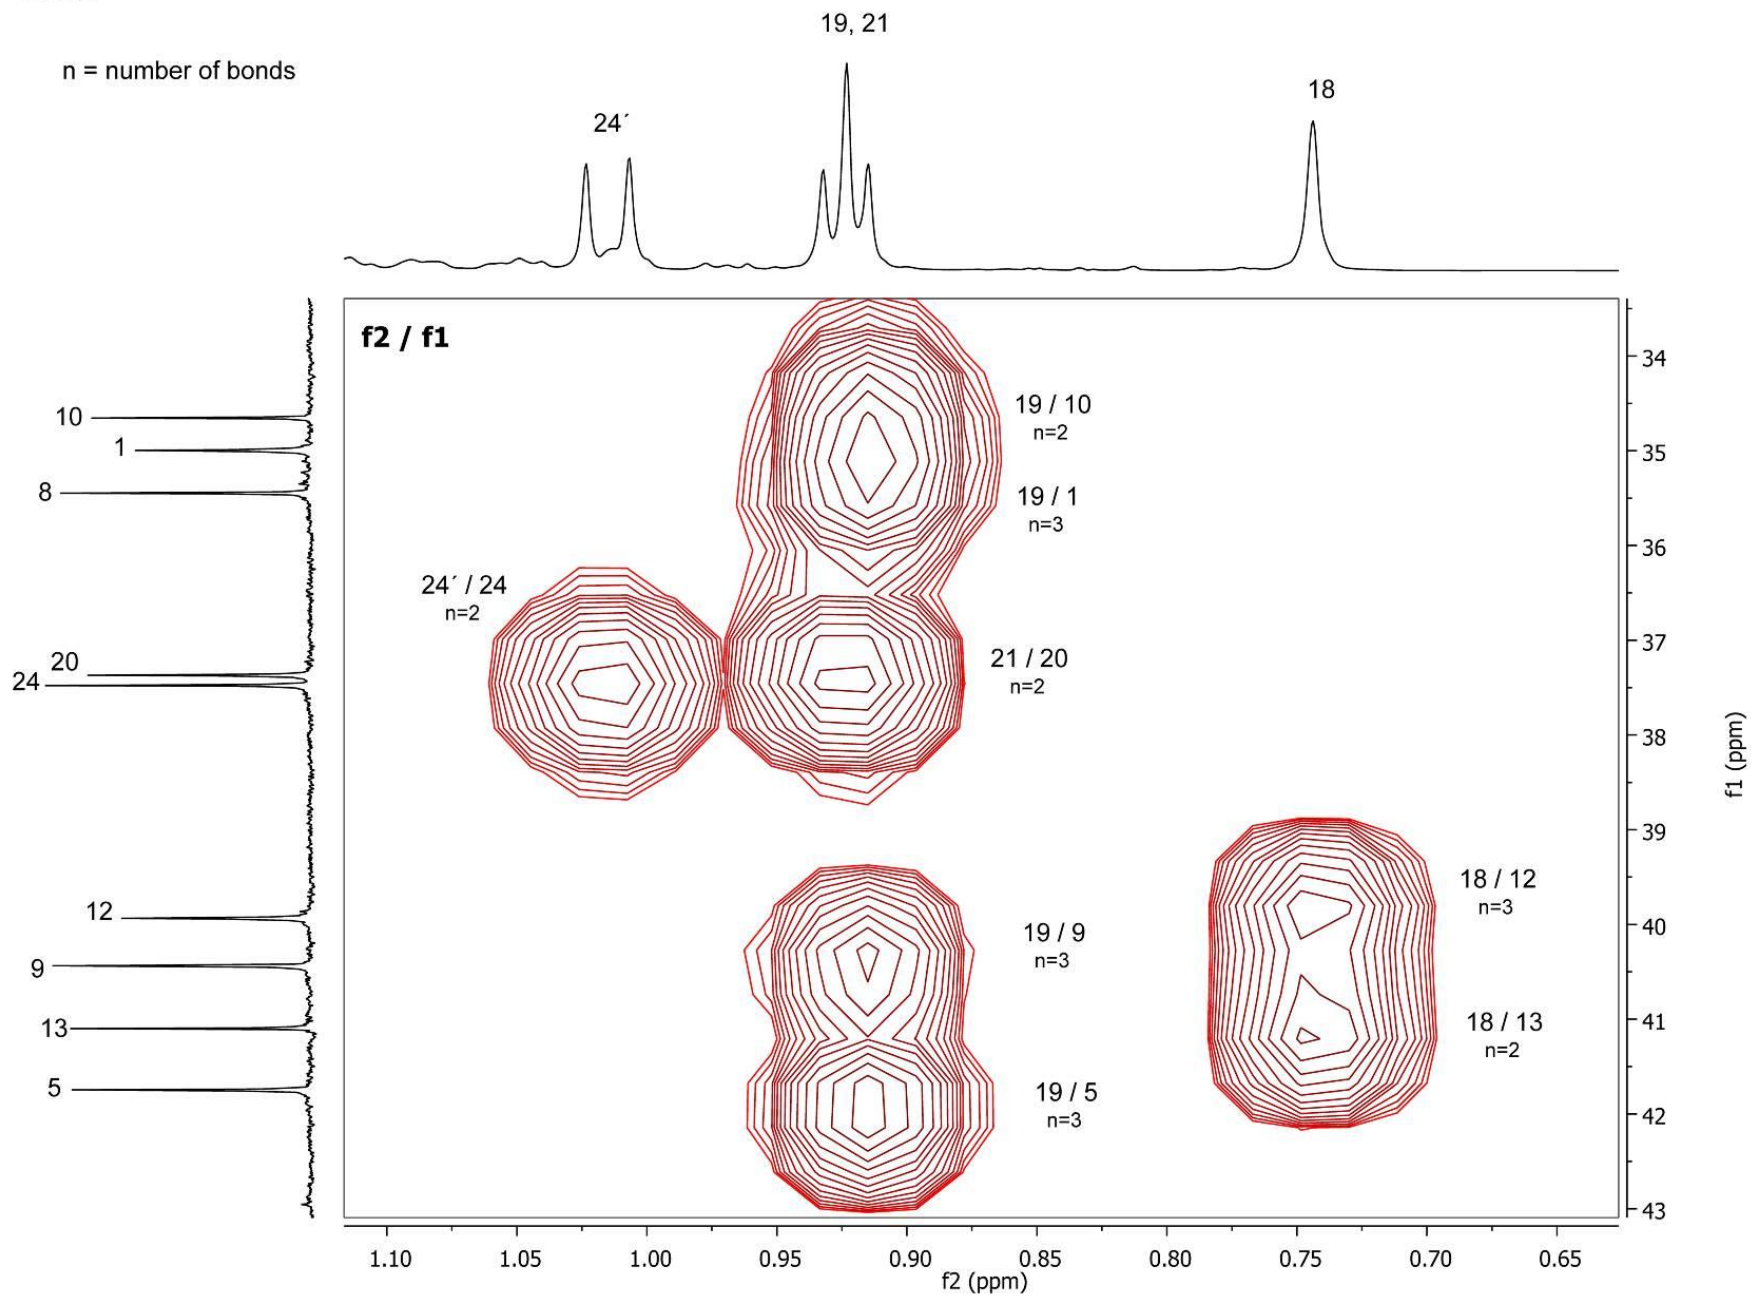 19, 21
n = number of bonds
18
24´
f2 / f1
34
19 / 10
n=2
10
1
35
8
19 / 1
n=3
36
24´ / 24
n=2
37
20
24
21 / 20
n=2
38
f1 (ppm)
39
18 / 12
n=3
12
40
19 / 9
n=3
9
13
41
18 / 13
n=2
5
19 / 5
n=3
42
43
1.10
1.05
1.00
0.95
0.90
0.85
0.80
0.75
0.70
0.65
f2 (ppm)